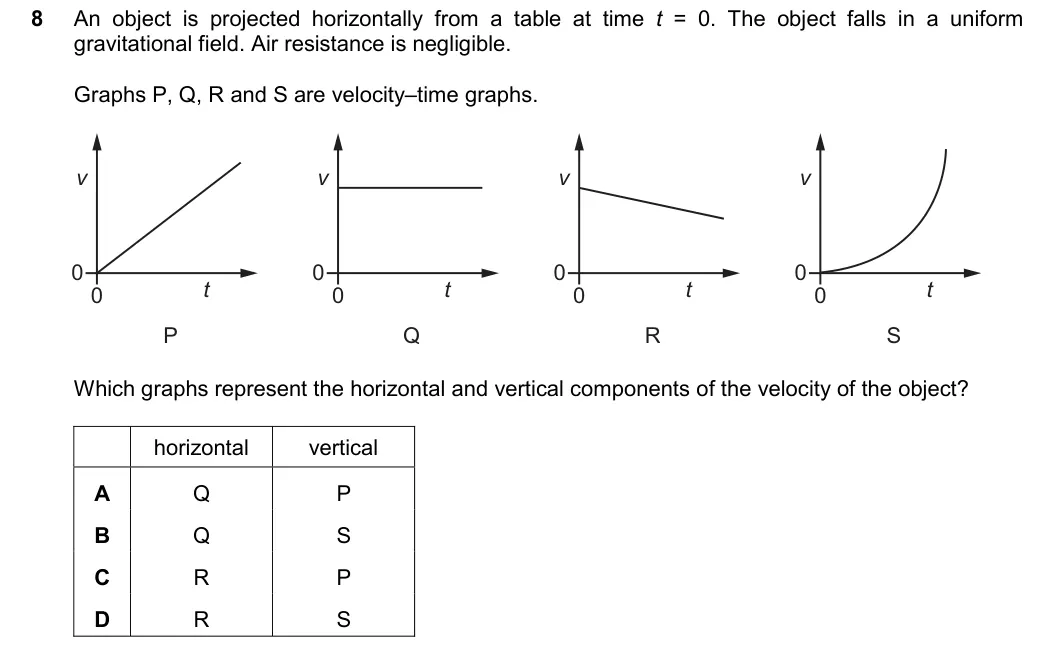 8 An object is projected horizontally from a table at time t = 0. The object falls in a uniform
gravitational field. Air resistance is negligible.
Graphs P, Q, R and S are velocity–time graphs.
v v v v
0 0 0 0
0 t 0 t 0 t 0 t
P Q R S
Which graphs represent the horizontal and vertical components of the velocity of the object?
horizontal vertical
A Q P
B Q S
C R P
D R S